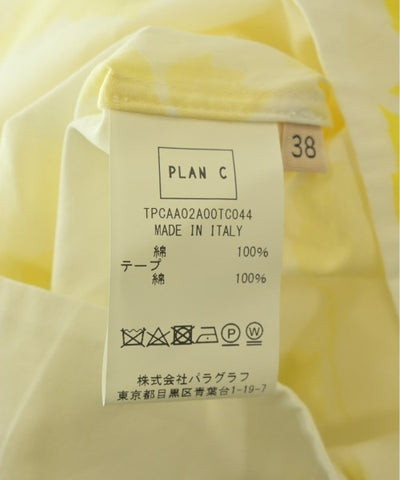 38
PLAN C
TPCAA02A00TC044
MADE IN ITALY
綿 100%
テープ
綿 100%
株式会社パラグラフ
東京都目黒区青葉台1-19-7